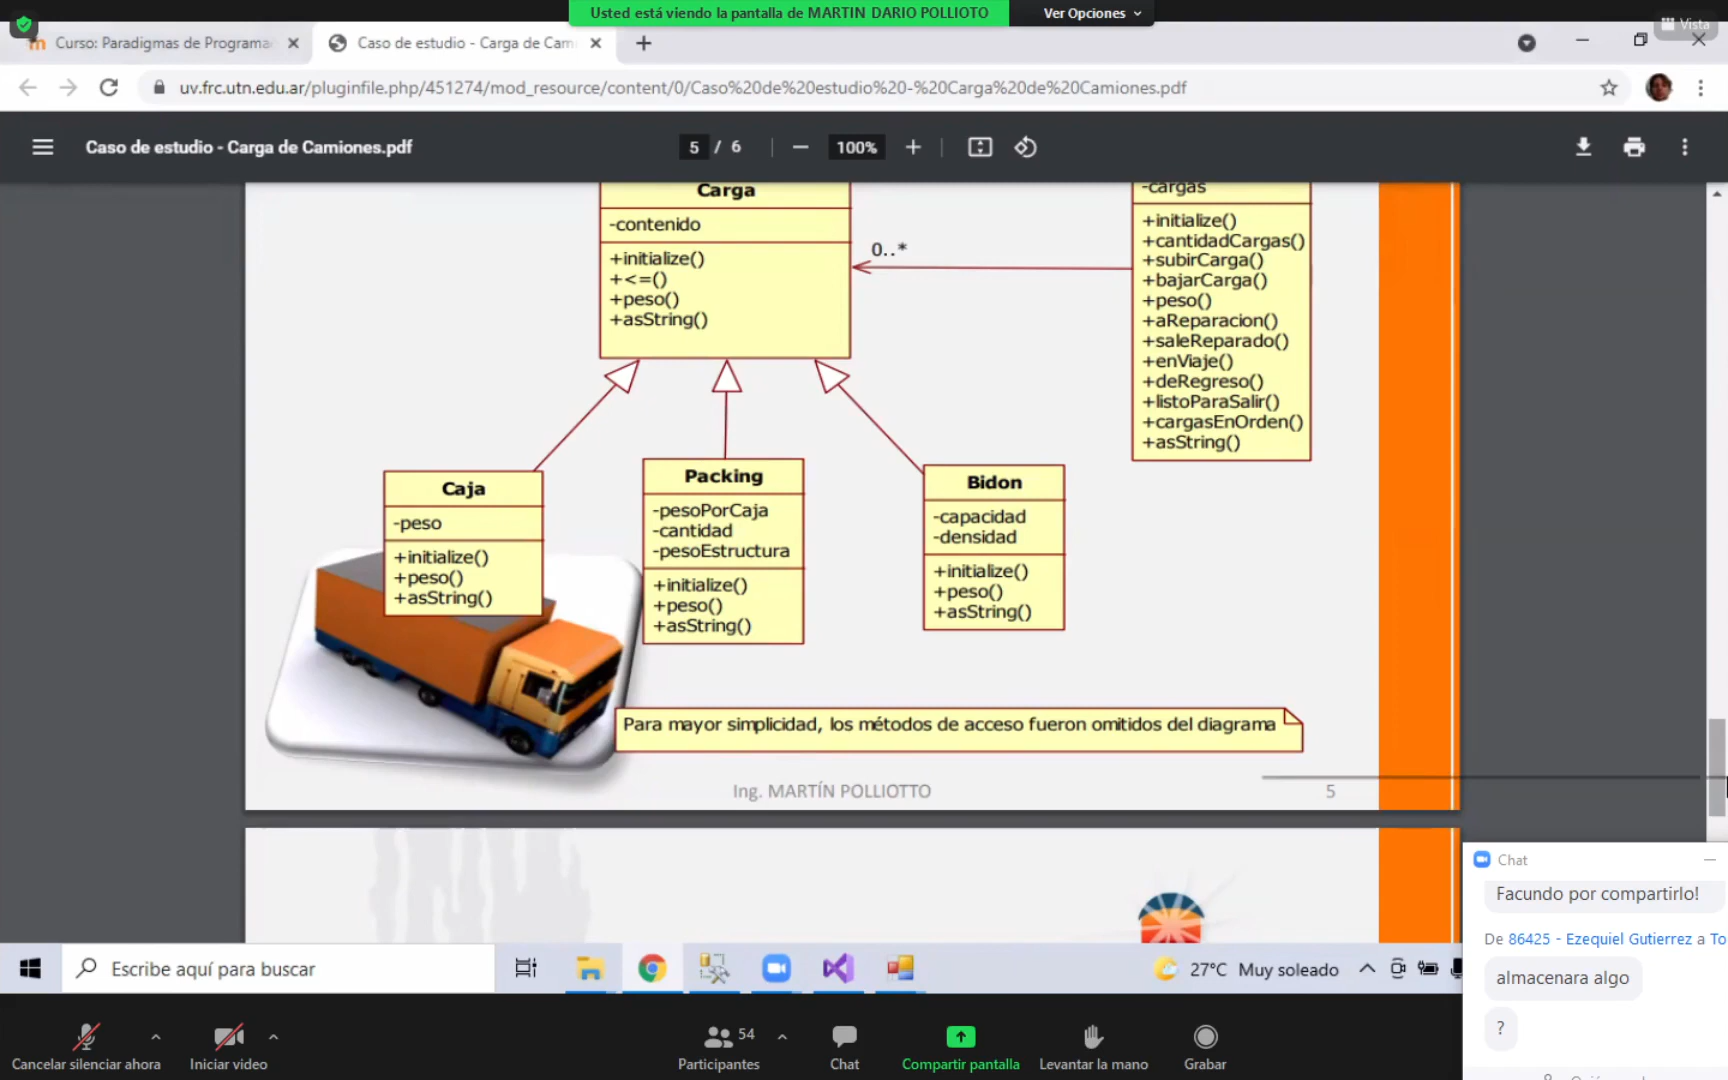 Usted está viendo la pantalla de MARTIN DARIO POLLIOTO
Ver Opciones
Vista
Curso: Paradigmas de Programa
Caso de estudio - Carga de Cam
uv.frc.utn.edu.ar/pluginfile.php/451274/mod_resource/content/0/Caso%20de%20estudio%20-%20Carga%20de%20Camiones.pdf
Caso de estudio - Carga de Camiones.pdf
5 / 6
100%
Carga
-contenido
+initialize()
+<=()
+peso()
+asString()
0..*
-cargas
+initialize()
+cantidadCargas()
+subirCarga()
+bajarCarga()
+peso()
+aReparacion()
+saleReparado()
+enViaje()
+deRegreso()
+listoParaSalir()
+cargasEnOrden()
+asString()
Caja
-peso
+initialize()
+peso()
+asString()
Packing
-pesoPorCaja
-cantidad
-pesoEstructura
+initialize()
+peso()
+asString()
Bidon
-capacidad
-densidad
+initialize()
+peso()
+asString()
Para mayor simplicidad, los métodos de acceso fueron omitidos del diagrama
Ing. MARTÍN POLLIOTTO
5
Chat
Facundo por compartirlo!
De 86425 - Ezequiel Gutierrez a To
almacenara algo
?
Escribe aquí para buscar
27°C Muy soleado
Cancelar silenciar ahora
Iniciar video
54
Participantes
Chat
Compartir pantalla
Levantar la mano
Grabar